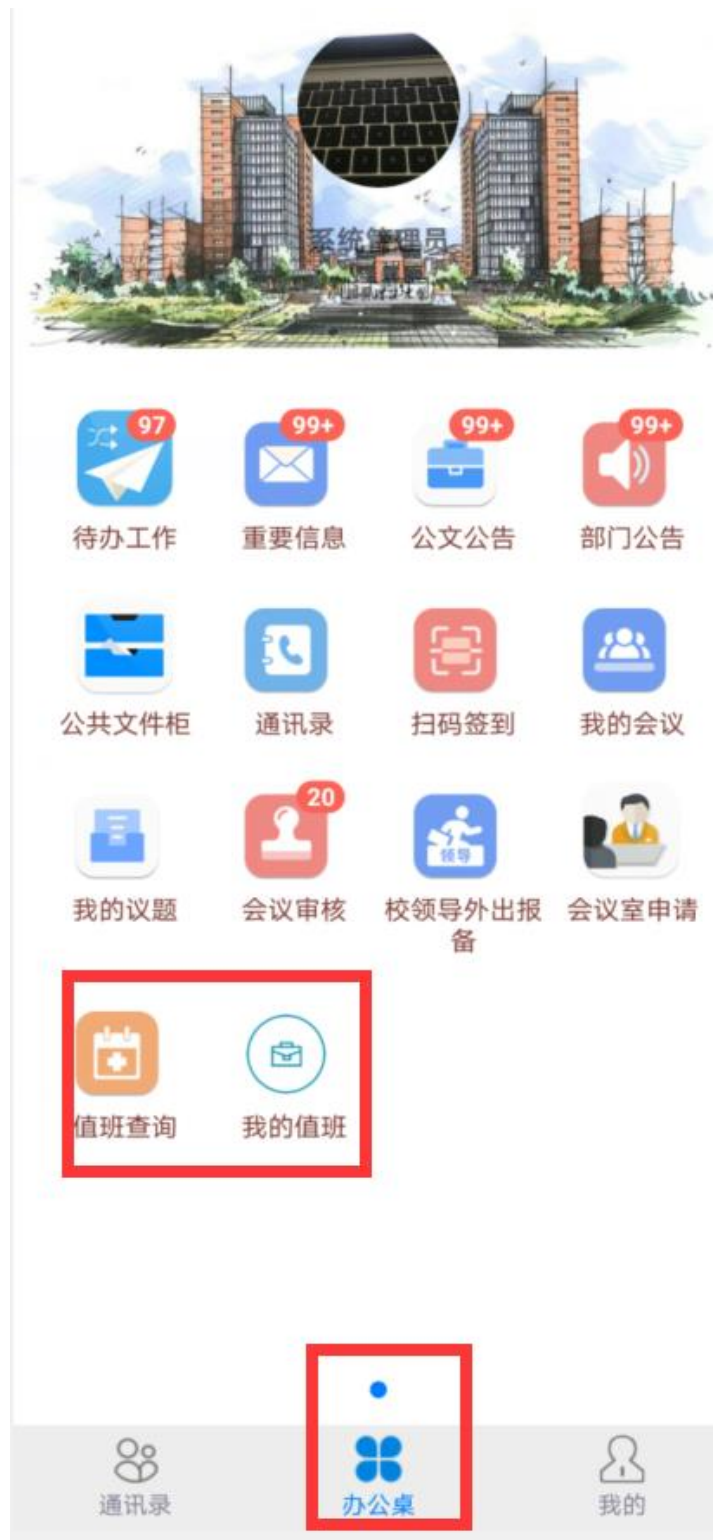 系统管理员
97
99+
99+
99+
待办工作
重要信息
公文公告
部门公告
公共文件柜
通讯录
扫码签到
我的会议
20
领导
我的议题
会议审核
校领导外出报
备
会议室申请
值班查询
我的值班
通讯录
办公桌
我的